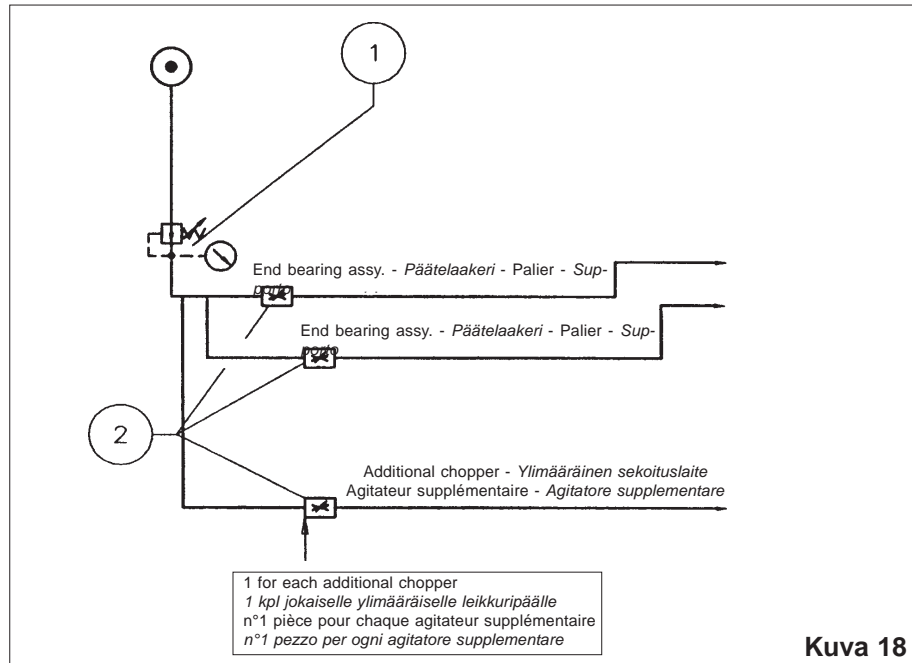 1
End bearing assy. - Päätelaakeri - Palier - Sup-
porto
End bearing assy. - Päätelaakeri - Palier - Sup-
porto
2
Additional chopper - Ylimääräinen sekoituslaite
Agitateur supplémentaire - Agitatore supplementare
1 for each additional chopper
1 kpl jokaiselle ylimääräiselle leikkuripäälle
n°1 pièce pour chaque agitateur supplémentaire
n°1 pezzo per ogni agitatore supplementare
Kuva 18